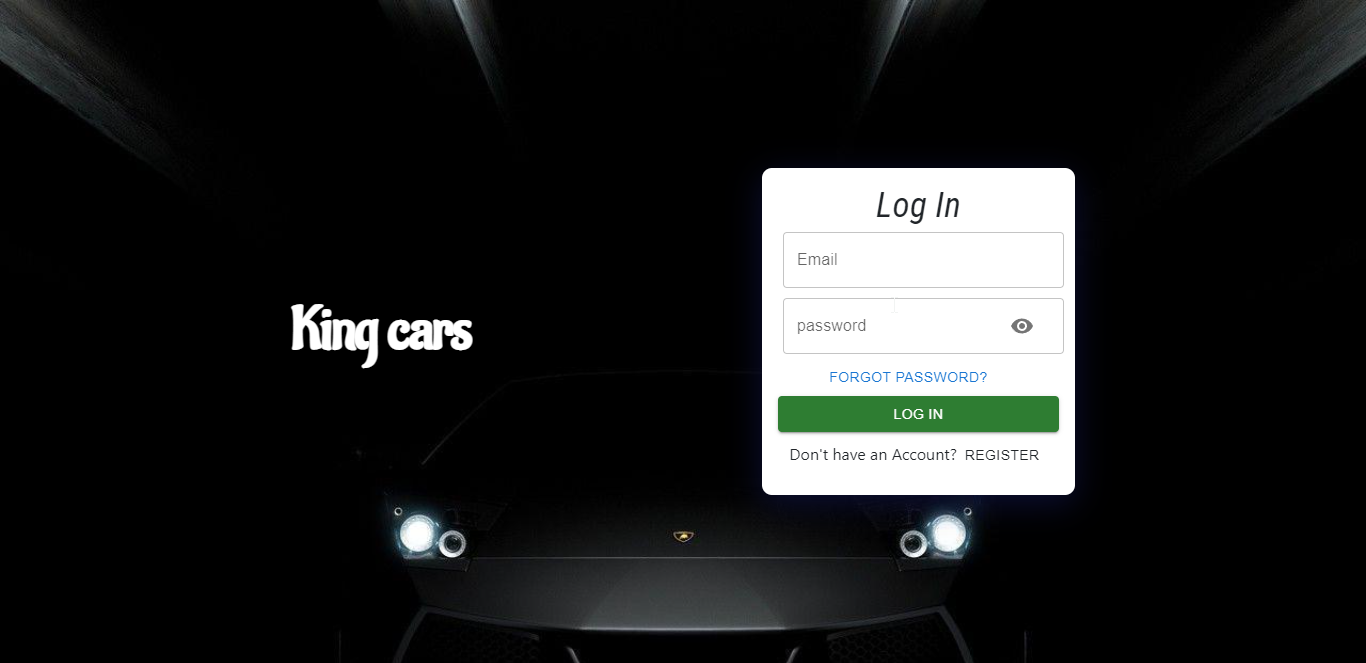 Log In
Email
King cars
password
FORGOT PASSWORD?
LOG IN
Don't have an Account? REGISTER